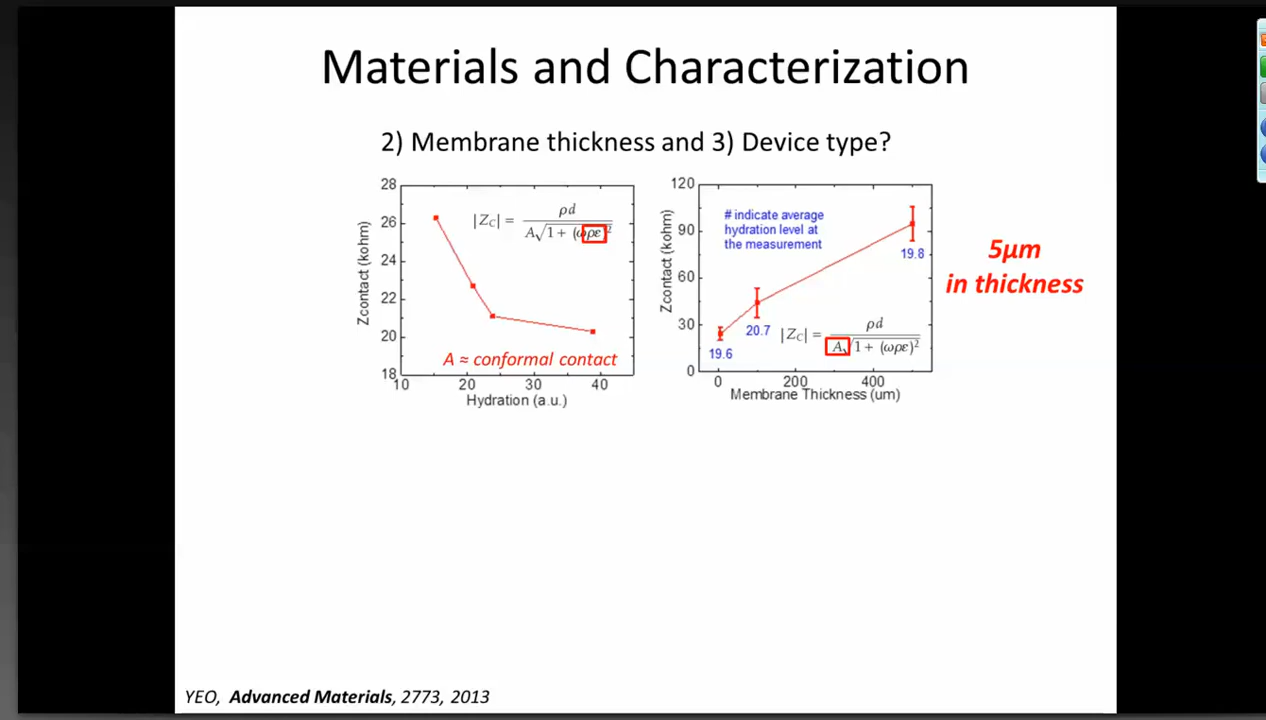 Materials and Characterization
2) Membrane thickness and 3) Device type?
28
26
24
22
20
18
10
20
30
40
Zcontact (kohm)
Hydration (a.u.)
|Z_C| = ρd / A√1 + (ωρε)²
A ≈ conformal contact
120
90
60
30
0
0
200
400
Zcontact (kohm)
Membrane Thickness (um)
# indicate average
hydration level at
the measurement
19.6
20.7
19.8
|Z_C| = ρd / A√1 + (ωρε)²
5μm
in thickness
YEO, Advanced Materials, 2773, 2013